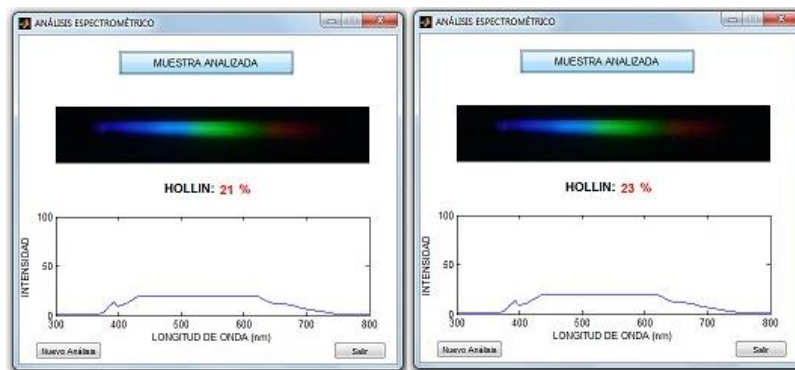 ANÁLISIS ESPECTROMÉTRICO
MUESTRA ANALIZADA
HOLLIN: 21 %
100
50
0
INTENSIDAD
300 400 500 600 700 800
LONGITUD DE ONDA (nm)
Nuevo Análisis
Salir
ANÁLISIS ESPECTROMÉTRICO
MUESTRA ANALIZADA
HOLLIN: 23 %
100
50
0
INTENSIDAD
300 400 500 600 700 800
LONGITUD DE ONDA (nm)
Nuevo Análisis
Salir